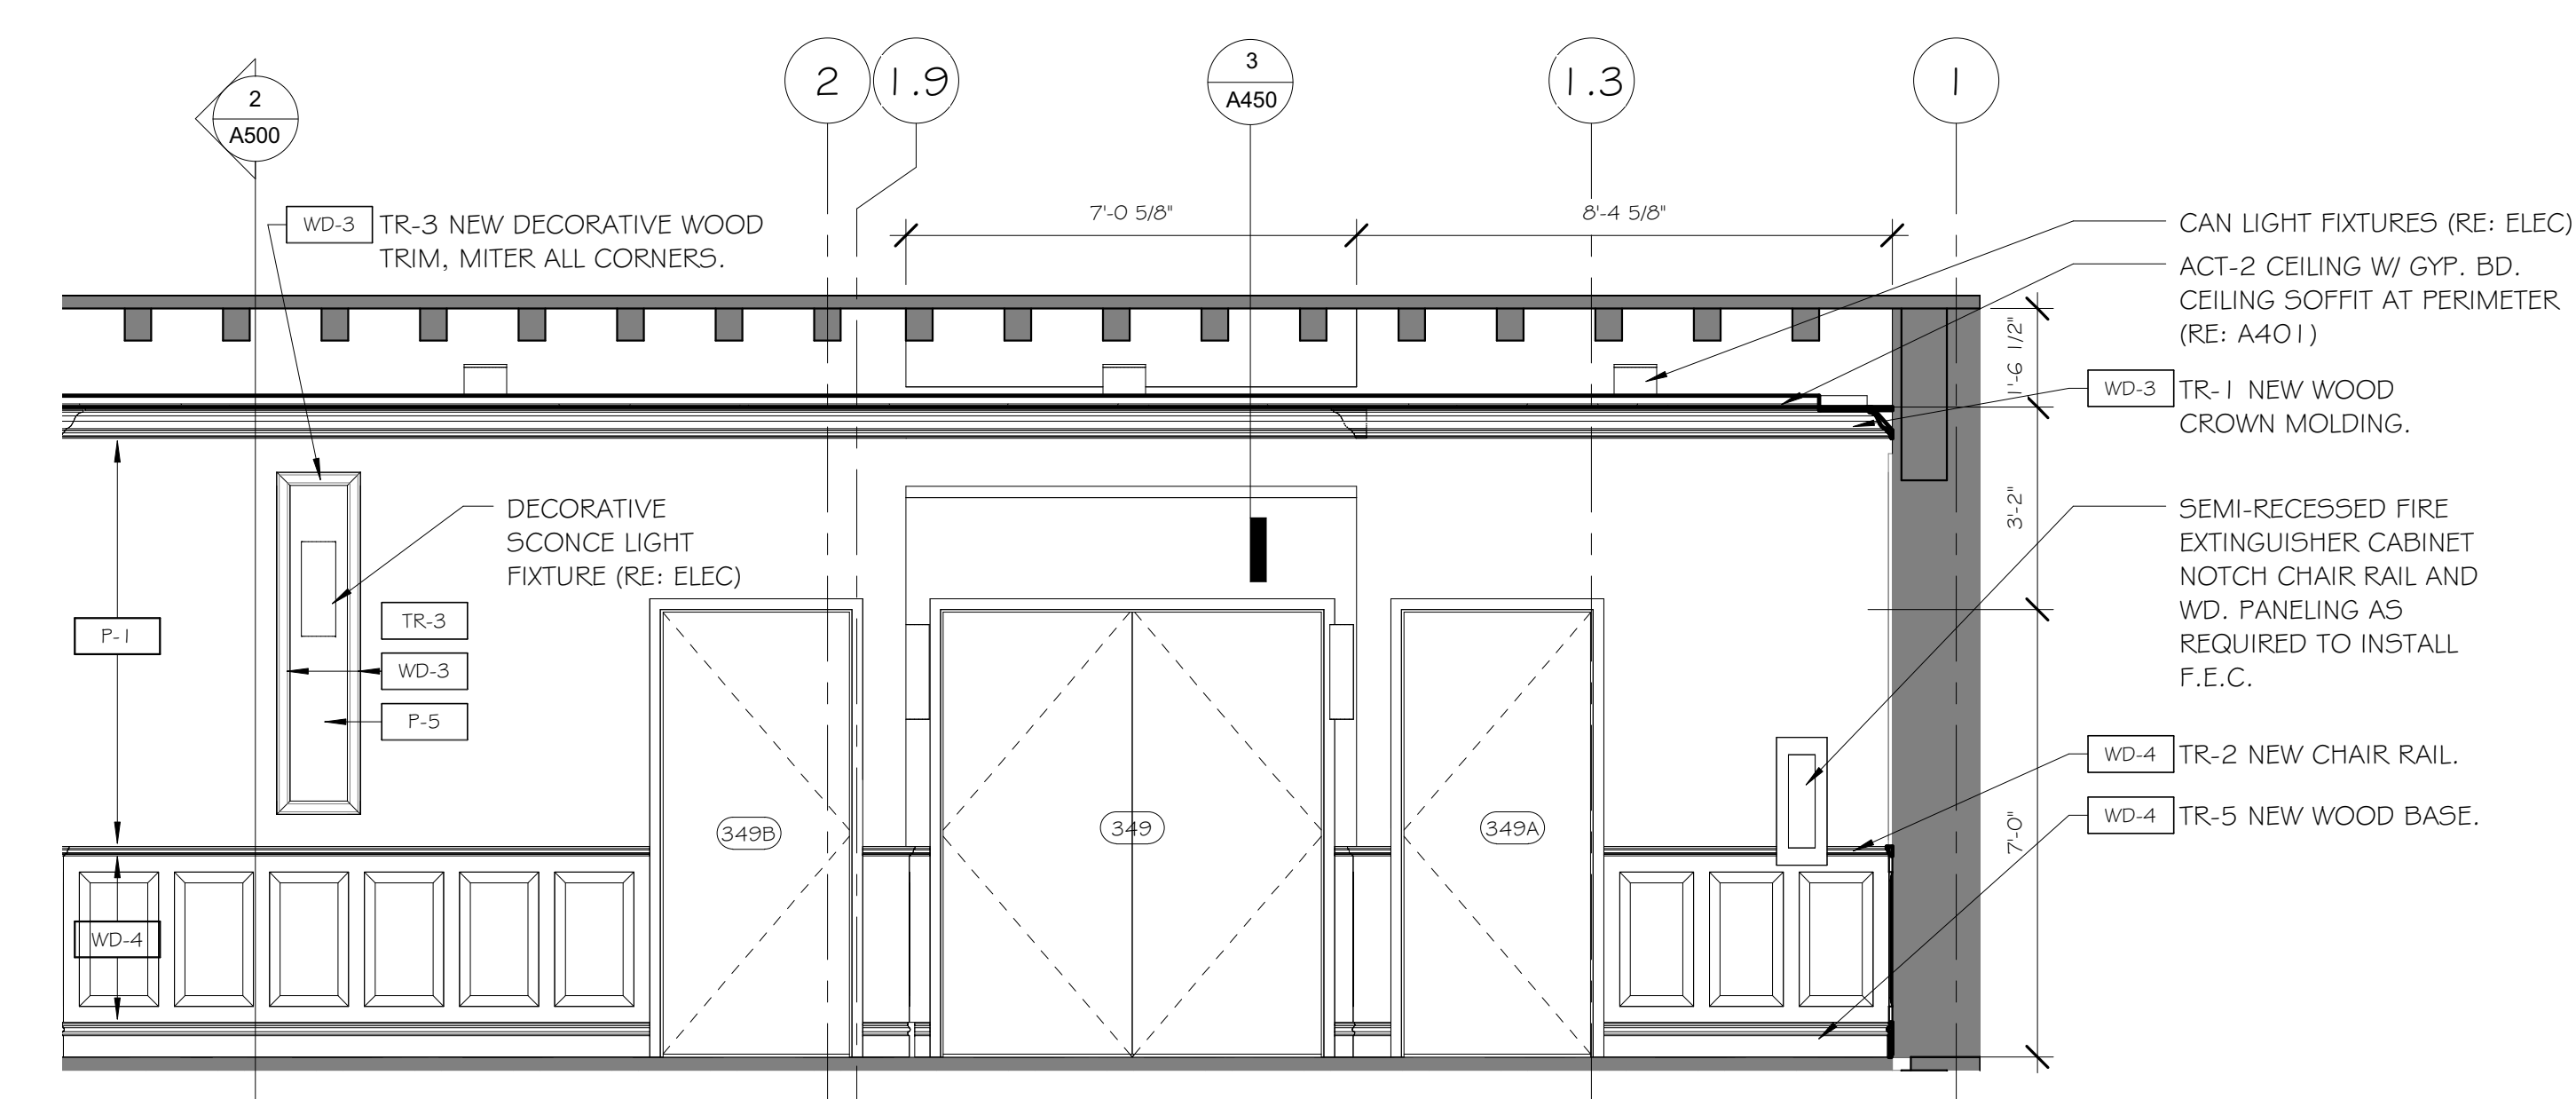 2
1.9
3
A450
1.3
1
2
A500
WD-3 TR-3 NEW DECORATIVE WOOD
TRIM, MITER ALL CORNERS.
7'-0 5/8"
8'-4 5/8"
CAN LIGHT FIXTURES (RE: ELEC)
ACT-2 CEILING W/ GYP. BD.
CEILING SOFFIT AT PERIMETER
(RE: A401)
1'-6 1/2"
WD-3 TR-1 NEW WOOD
CROWN MOLDING.
DECORATIVE
SCONCE LIGHT
FIXTURE (RE: ELEC)
3'-2"
SEMI-RECESSED FIRE
EXTINGUISHER CABINET
NOTCH CHAIR RAIL AND
WD. PANELING AS
REQUIRED TO INSTALL
F.E.C.
P-1
TR-3
WD-3
P-5
WD-4 TR-2 NEW CHAIR RAIL.
349B
349
349A
7'-0"
WD-4 TR-5 NEW WOOD BASE.
WD-4